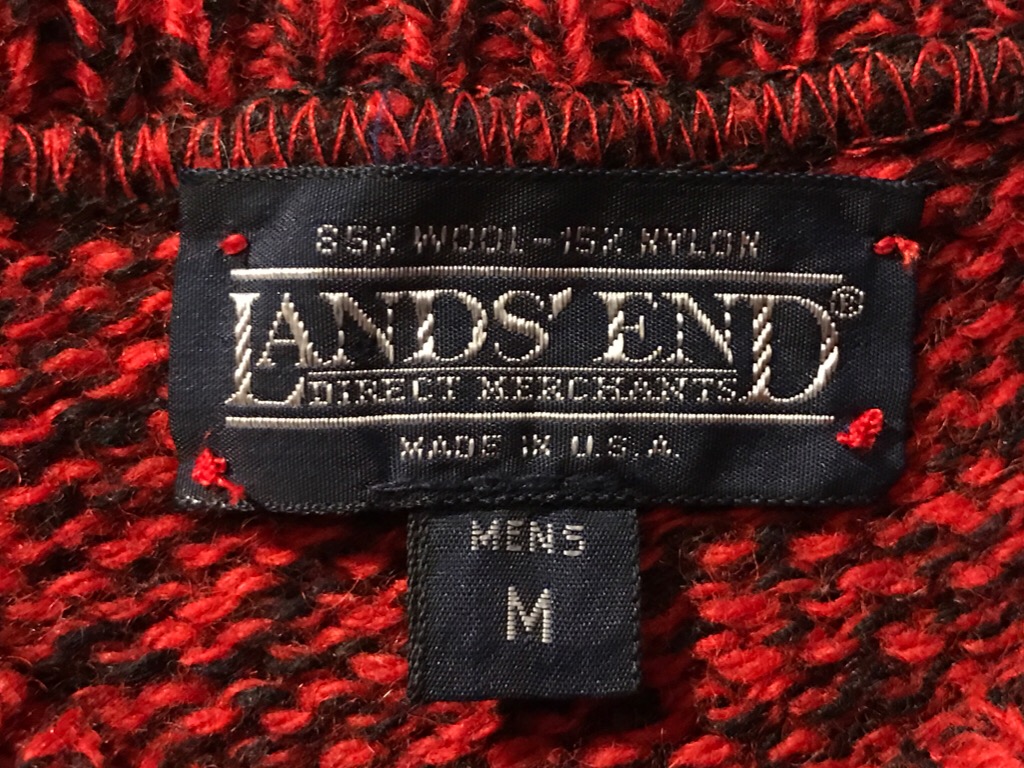 85% WOOL-15% NYLON
LANDS' END®
DIRECT MERCHANTS
MADE IN U.S.A.
MENS
M